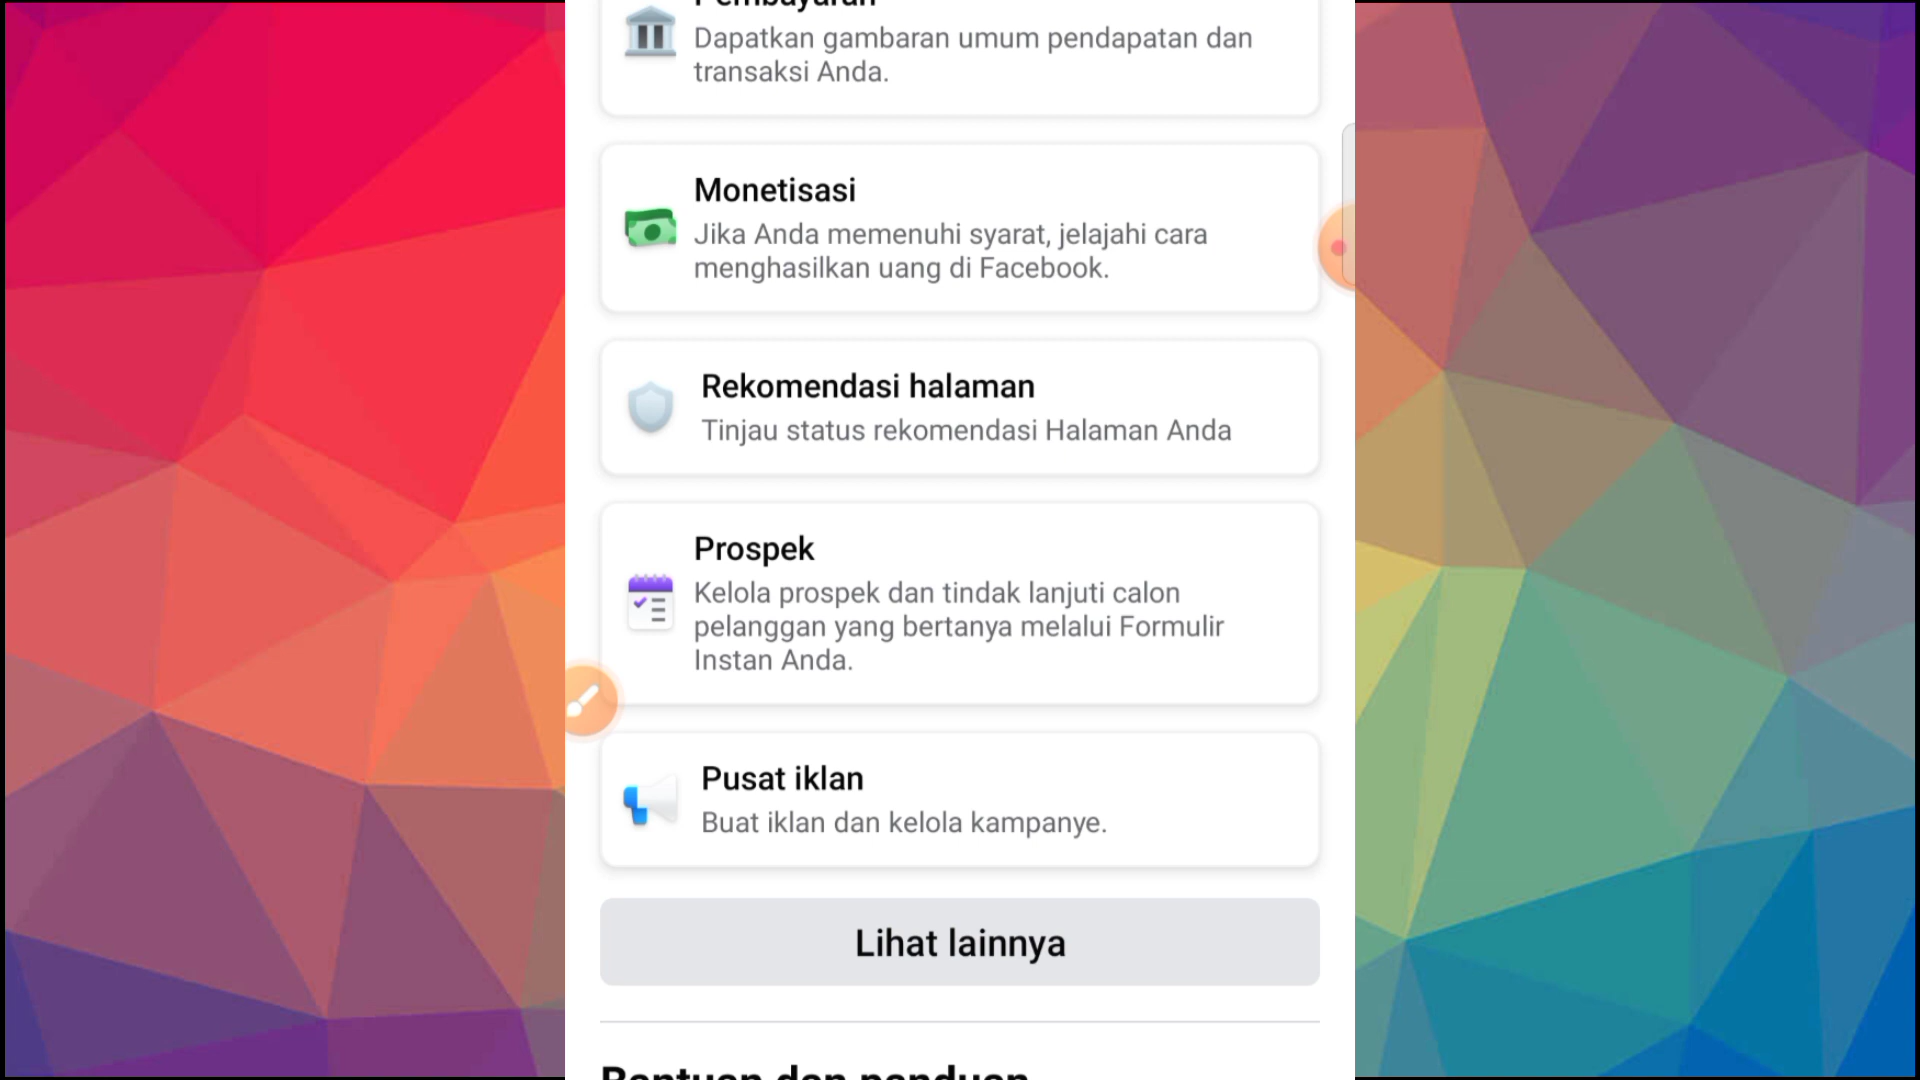 Pembayaran
Dapatkan gambaran umum pendapatan dan
transaksi Anda.
Monetisasi
Jika Anda memenuhi syarat, jelajahi cara
menghasilkan uang di Facebook.
Rekomendasi halaman
Tinjau status rekomendasi Halaman Anda
Prospek
Kelola prospek dan tindak lanjuti calon
pelanggan yang bertanya melalui Formulir
Instan Anda.
Pusat iklan
Buat iklan dan kelola kampanye.
Lihat lainnya
Bantuan dan panduan